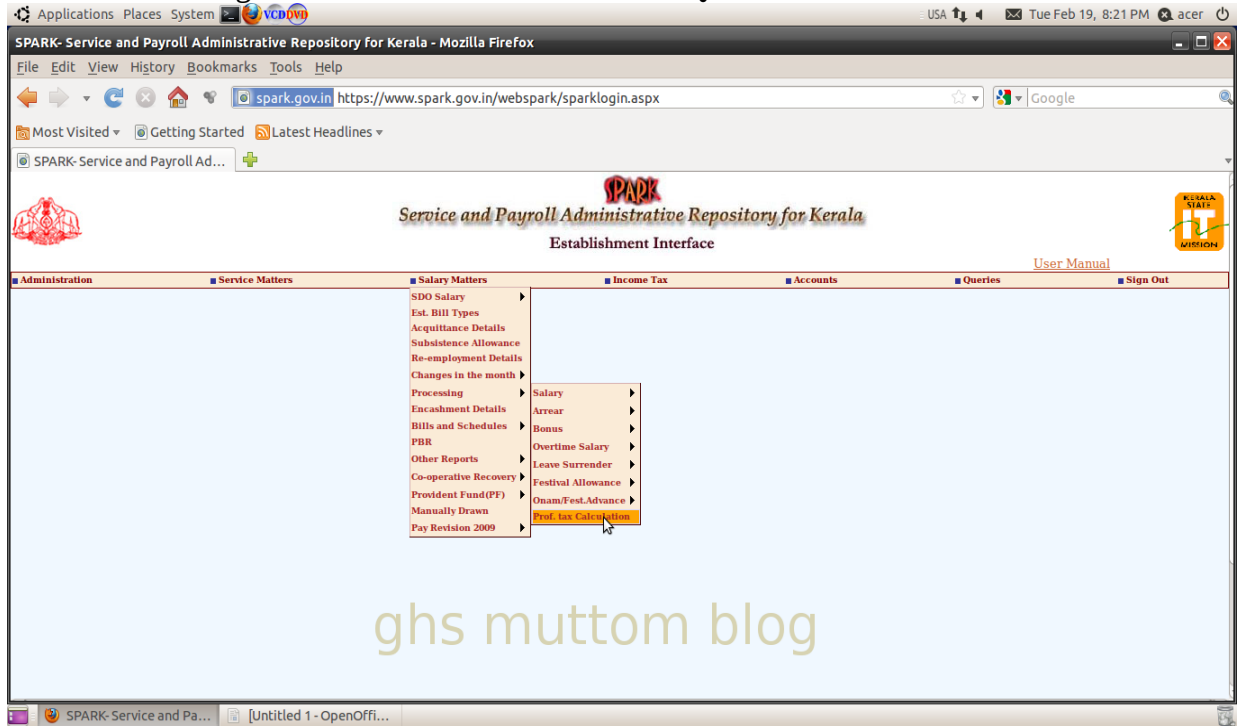 Applications Places System VCD DVD USA Tue Feb 19, 8:21 PM acer
SPARK- Service and Payroll Administrative Repository for Kerala - Mozilla Firefox
File Edit View History Bookmarks Tools Help
spark.gov.in https://www.spark.gov.in/webspark/sparklogin.aspx Google
Most Visited Getting Started Latest Headlines
SPARK- Service and Payroll Ad...
SPARK
Service and Payroll Administrative Repository for Kerala
Establishment Interface
KERALA
STATE
IT
MISSION
User Manual
Administration Service Matters Salary Matters Income Tax Accounts Queries Sign Out
SDO Salary
Est. Bill Types
Acquittance Details
Subsistence Allowance
Re-employment Details
Changes in the month
Processing
Encashment Details
Bills and Schedules
PBR
Other Reports
Co-operative Recovery
Provident Fund(PF)
Manually Drawn
Pay Revision 2009
Salary
Arrear
Bonus
Overtime Salary
Leave Surrender
Festival Allowance
Onam/Fest.Advance
Prof. tax Calculation
ghs muttom blog
SPARK- Service and Pa... [Untitled 1 - OpenOffi...